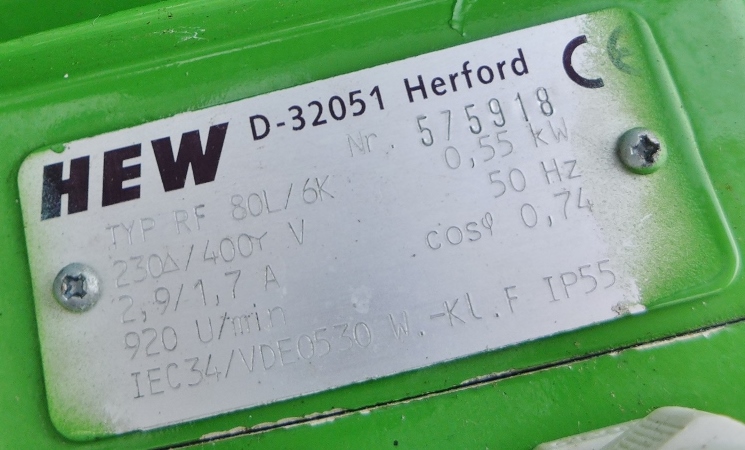 HEW D-32051 Herford CE
Nr. 575918
TYP RF 80L/6K 0,55 kW
230Δ/400Y V 50 Hz
2,9/1,7 A cosφ 0,74
920 U/min
IEC34/VDE0530 W.-Kl.F IP55